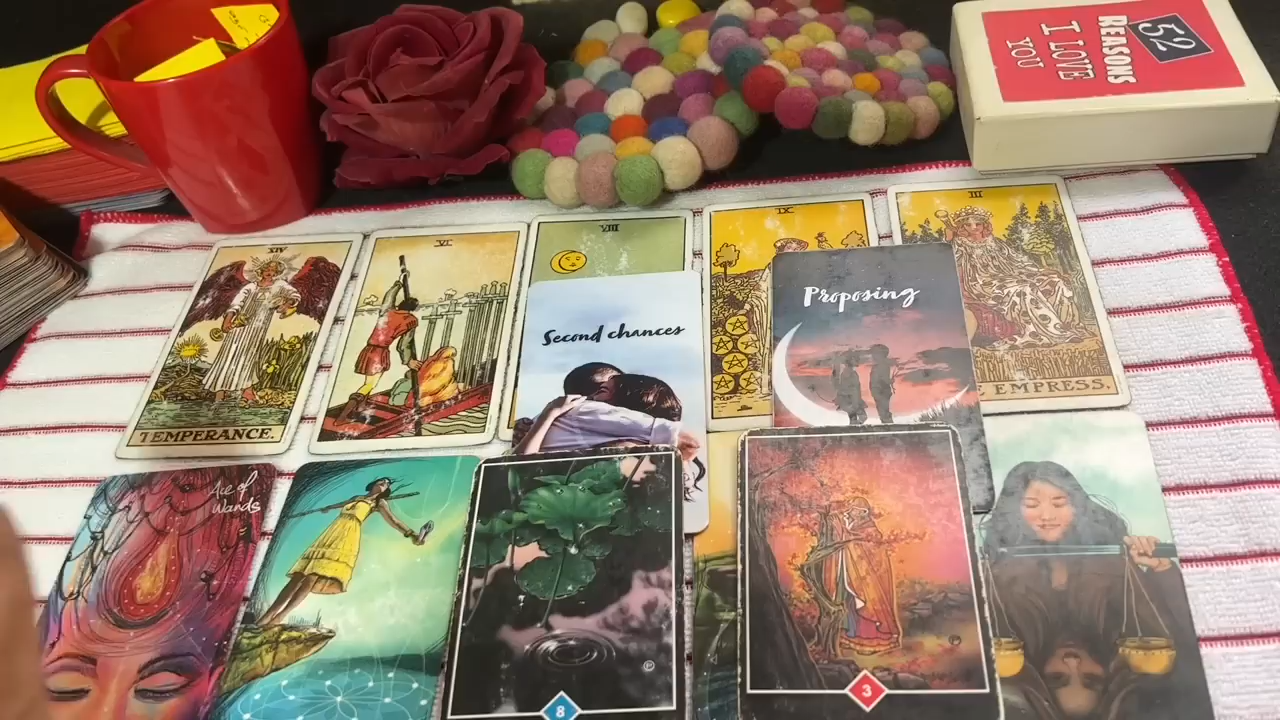 52
REASONS
I LOVE
YOU
XIV
TEMPERANCE.
VI
VIII
IX
III
EMPRESS.
Second chances
Proposing
Ace of
Wands
8
3